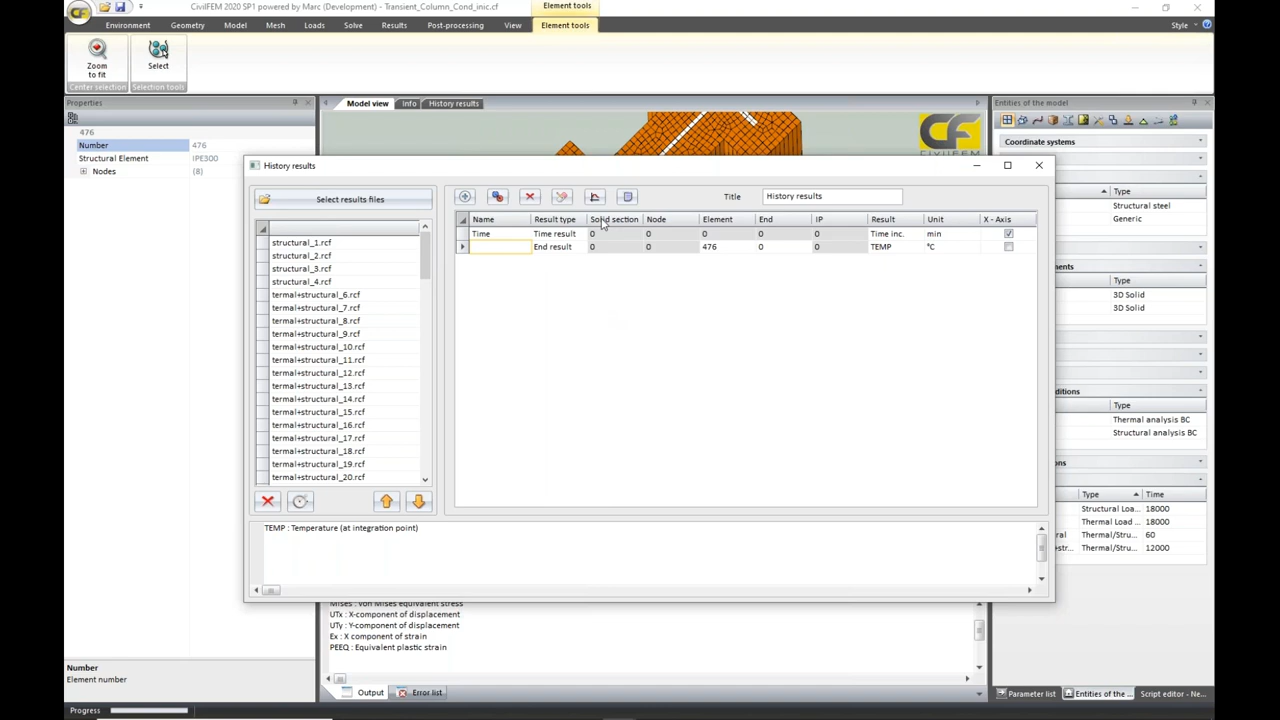 CivilFEM 2020 SP1 powered by Marc (Development) - Transient_Column_Cond_inic.cf
Element tools
CF
Environment Geometry Model Mesh Loads Solve Results Post-processing View Element tools Style
Zoom to fit
Select
Center selection Selection tools
Properties
Model view Info History results
Entities of the model
476
Number 476
Structural Element IPE300
Nodes (8)
CF
Coordinate systems
Type
Structural steel
Generic
History results
Select results files
Title History results
Name Result type Solid section Node Element End IP Result Unit X - Axis
Time Time result 0 0 0 0 0 Time inc. min
End result 0 0 476 0 0 TEMP °C
structural_1.rcf
structural_2.rcf
structural_3.rcf
structural_4.rcf
termal+structural_6.rcf
termal+structural_7.rcf
termal+structural_8.rcf
termal+structural_9.rcf
termal+structural_10.rcf
termal+structural_11.rcf
termal+structural_12.rcf
termal+structural_13.rcf
termal+structural_14.rcf
termal+structural_15.rcf
termal+structural_16.rcf
termal+structural_17.rcf
termal+structural_18.rcf
termal+structural_19.rcf
termal+structural_20.rcf
TEMP : Temperature (at integration point)
ements
Type
3D Solid
3D Solid
ditions
Type
Thermal analysis BC
Structural analysis BC
ons
Type Time
Structural Loa... 18000
Thermal Load ... 18000
ral Thermal/Stru... 60
+str... Thermal/Stru... 12000
Mises : Von Mises equivalent stress
UTx : X-component of displacement
UTy : Y-component of displacement
Ex : X component of strain
PEEQ : Equivalent plastic strain
Number
Element number
Output Error list
Parameter list Entities of the ... Script editor - Ne...
Progress